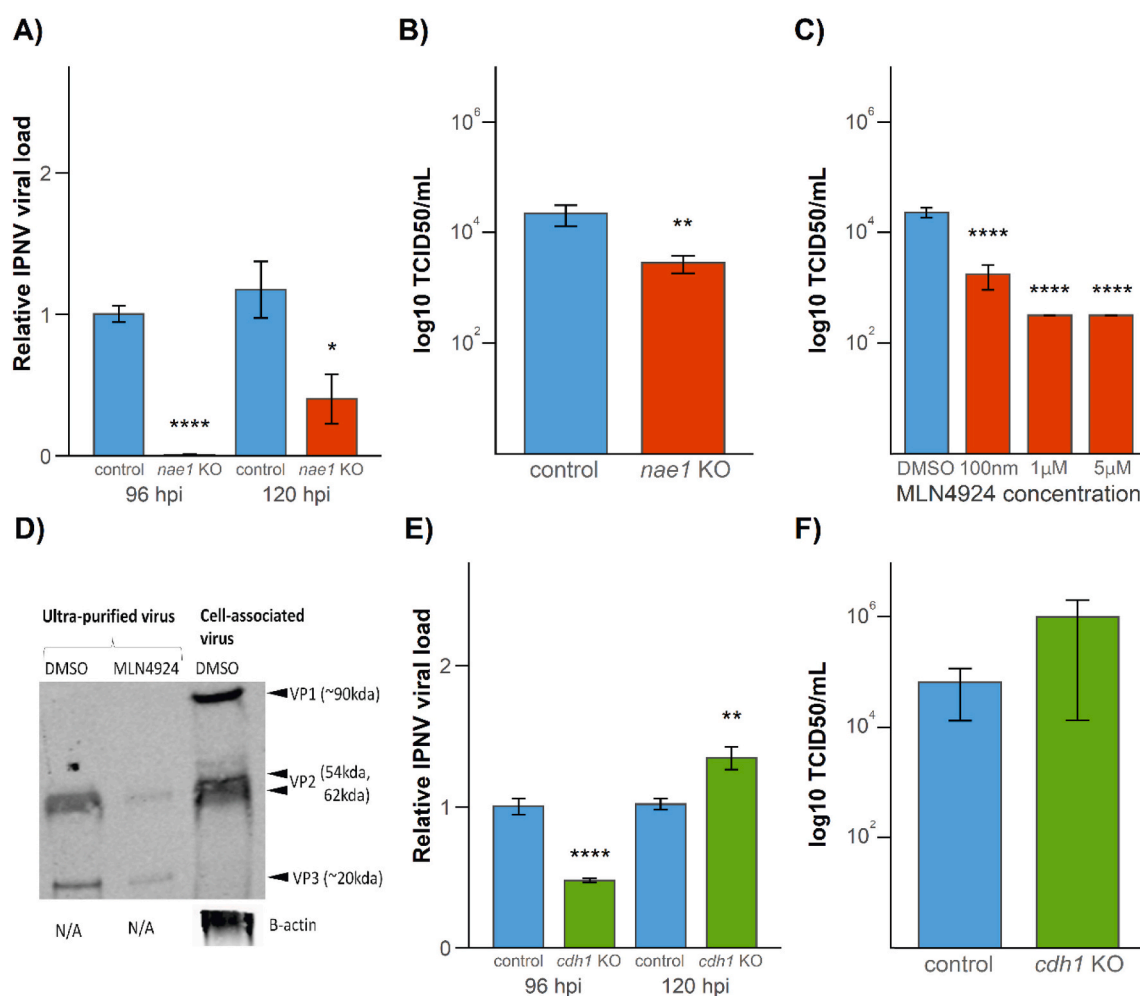 A)
Relative IPNV viral load
2
1
0
****
*
control nae1 KO control nae1 KO
96 hpi 120 hpi
B)
log10 TCID50/mL
10^6
10^4
10^2
**
control nae1 KO
C)
log10 TCID50/mL
10^6
10^4
10^2
****
**** ****
DMSO 100nm 1μM 5μM
MLN4924 concentration
D)
Ultra-purified virus
Cell-associated
virus
DMSO MLN4924 DMSO
VP1 (~90kda)
VP2 (54kda,
62kda)
VP3 (~20kda)
N/A N/A B-actin
E)
Relative IPNV viral load
2
1
0
****
**
control cdh1 KO control cdh1 KO
96 hpi 120 hpi
F)
log10 TCID50/mL
10^6
10^4
10^2
control cdh1 KO